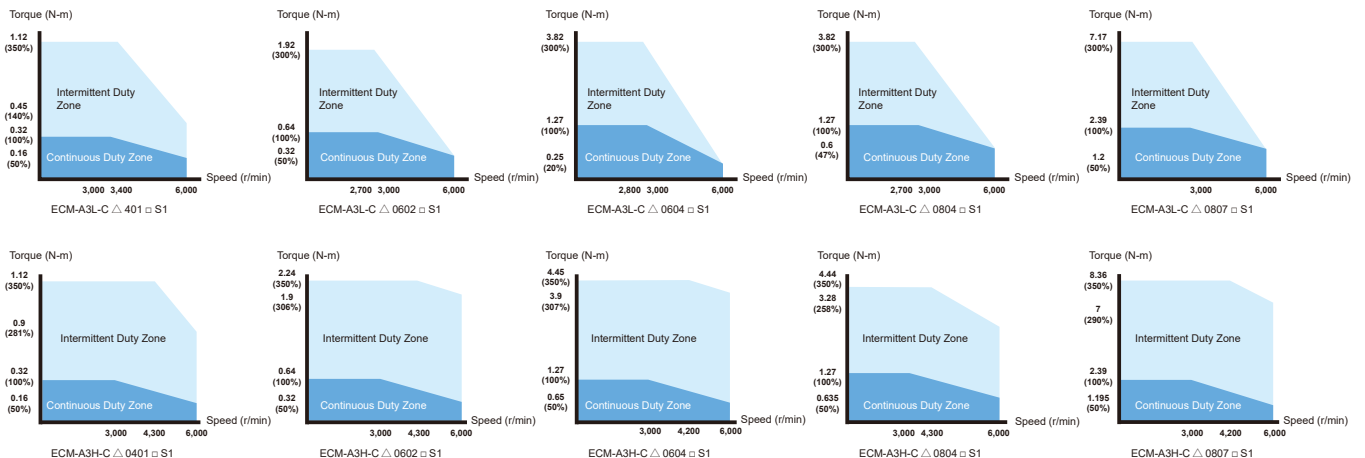 Torque (N-m)
1.12
(350%)
0.45
(140%)
0.32
(100%)
0.16
(50%)
Intermittent Duty
Zone
Continuous Duty Zone
Speed (r/min)
3,000 3,400 6,000
ECM-A3L-C △ 401 □ S1
Torque (N-m)
1.92
(300%)
0.64
(100%)
0.32
(50%)
Intermittent Duty
Zone
Continuous Duty Zone
Speed (r/min)
2,700 3,000 6,000
ECM-A3L-C △ 0602 □ S1
Torque (N-m)
3.82
(300%)
1.27
(100%)
0.25
(20%)
Intermittent Duty
Zone
Continuous Duty Zone
Speed (r/min)
2,800 3,000 6,000
ECM-A3L-C △ 0604 □ S1
Torque (N-m)
3.82
(300%)
1.27
(100%)
0.6
(47%)
Intermittent Duty
Zone
Continuous Duty Zone
Speed (r/min)
2,700 3,000 6,000
ECM-A3L-C △ 0804 □ S1
Torque (N-m)
7.17
(300%)
2.39
(100%)
1.2
(50%)
Intermittent Duty
Zone
Continuous Duty Zone
Speed (r/min)
3,000 6,000
ECM-A3L-C △ 0807 □ S1
Torque (N-m)
1.12
(350%)
0.9
(281%)
0.32
(100%)
0.16
(50%)
Intermittent Duty Zone
Continuous Duty Zone
Speed (r/min)
3,000 4,300 6,000
ECM-A3H-C △ 0401 □ S1
Torque (N-m)
2.24
(350%)
1.9
(306%)
0.64
(100%)
0.32
(50%)
Intermittent Duty Zone
Continuous Duty Zone
Speed (r/min)
3,000 4,300 6,000
ECM-A3H-C △ 0602 □ S1
Torque (N-m)
4.45
(350%)
3.9
(307%)
1.27
(100%)
0.65
(50%)
Intermittent Duty Zone
Continuous Duty Zone
Speed (r/min)
3,000 4,200 6,000
ECM-A3H-C △ 0604 □ S1
Torque (N-m)
4.44
(350%)
3.28
(258%)
1.27
(100%)
0.635
(50%)
Intermittent Duty Zone
Continuous Duty Zone
Speed (r/min)
3,000 4,300 6,000
ECM-A3H-C △ 0804 □ S1
Torque (N-m)
8.36
(350%)
7
(290%)
2.39
(100%)
1.195
(50%)
Intermittent Duty Zone
Continuous Duty Zone
Speed (r/min)
3,000 4,200 6,000
ECM-A3H-C △ 0807 □ S1